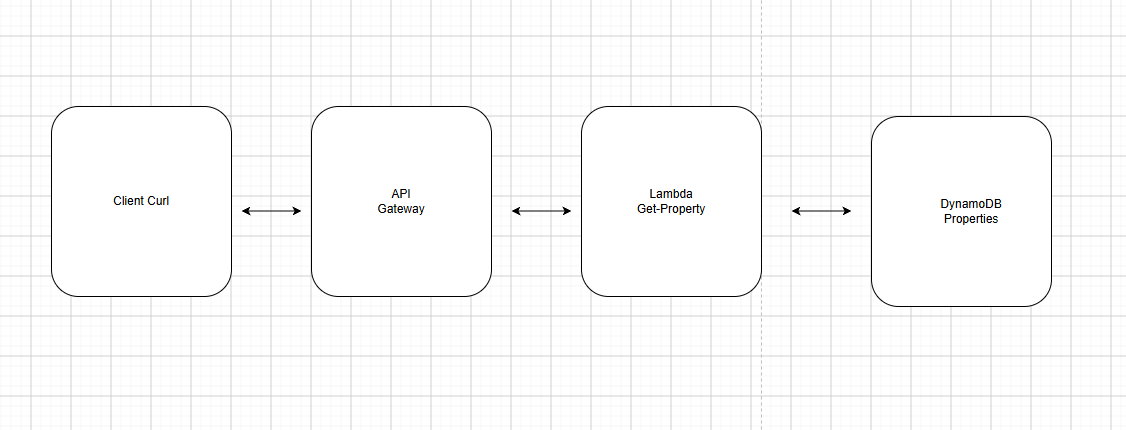 Client Curl
API
Gateway
Lambda
Get-Property
DynamoDB
Properties